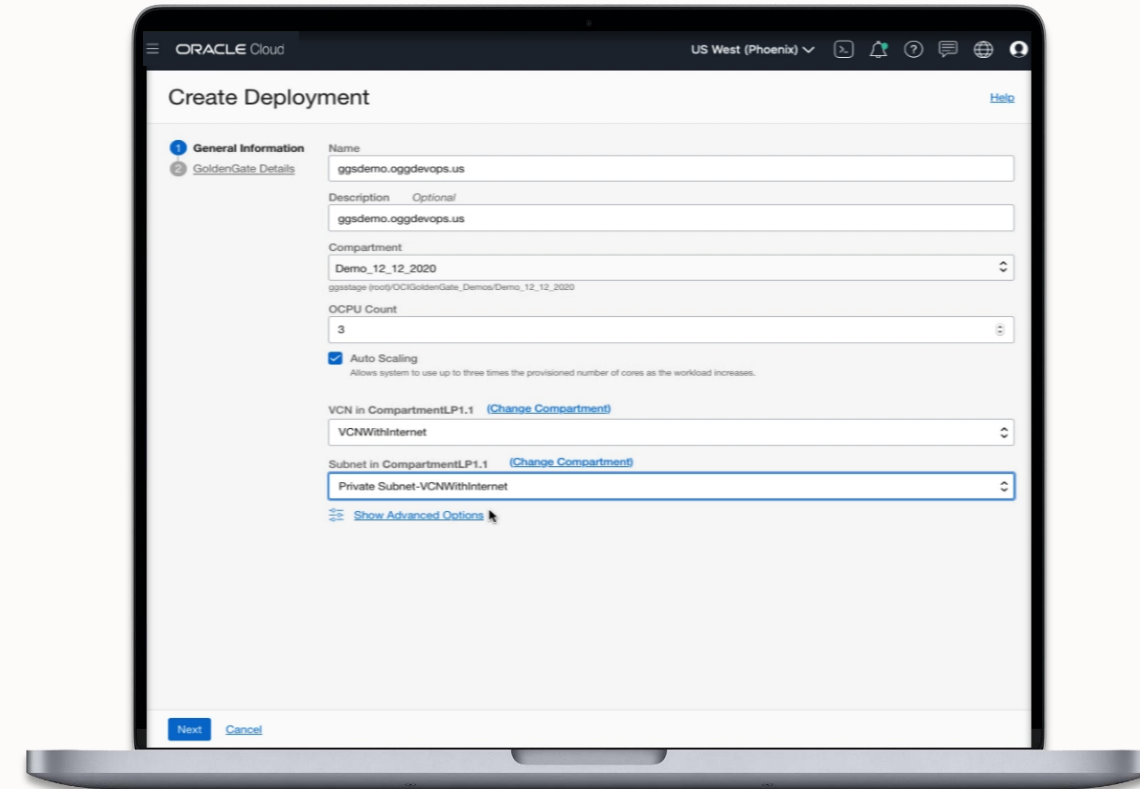 ORACLE Cloud
US West (Phoenix)
Create Deployment
Help
1 General Information
2 GoldenGate Details
Name
ggsdemo.oggdevops.us
Description Optional
ggsdemo.oggdevops.us
Compartment
Demo_12_12_2020
ggsstage (root)/OCIGoldenGate_Demos/Demo_12_12_2020
OCPU Count
3
Auto Scaling
Allows system to use up to three times the provisioned number of cores as the workload increases.
VCN in CompartmentLP1.1 (Change Compartment)
VCNWithInternet
Subnet in CompartmentLP1.1 (Change Compartment)
Private Subnet-VCNWithInternet
Show Advanced Options
Next Cancel